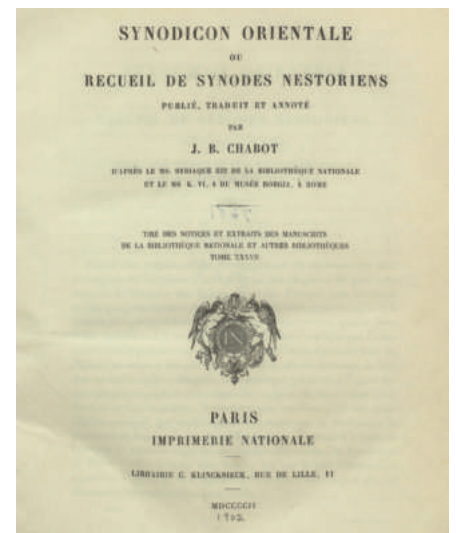 SYNODICON ORIENTALE
OU
RECUEIL DE SYNODES NESTORIENS
PUBLIÉ, TRADUIT ET ANNOTÉ
PAR
J. B. CHABOT
D'APRÈS LE MS. SYRIAQUE 332 DE LA BIBLIOTHÈQUE NATIONALE
ET LE MS. K. VI, 4 DU MUSÉE BORGIA, À ROME
TIRÉ DES NOTICES ET EXTRAITS DES MANUSCRITS
DE LA BIBLIOTHÈQUE NATIONALE ET AUTRES BIBLIOTHÈQUES
TOME XXXVII
PARIS
IMPRIMERIE NATIONALE
LIBRAIRIE C. KLINCKSIECK, RUE DE LILLE, 11
MDCCCCII
1902